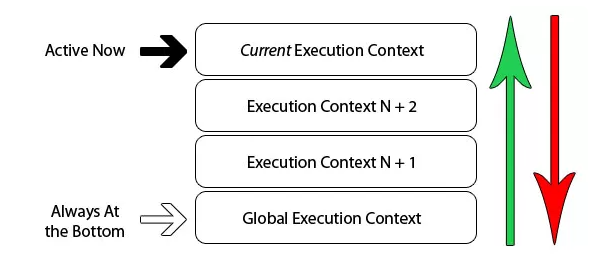 Active Now
Current Execution Context
Execution Context N + 2
Execution Context N + 1
Always At
the Bottom
Global Execution Context